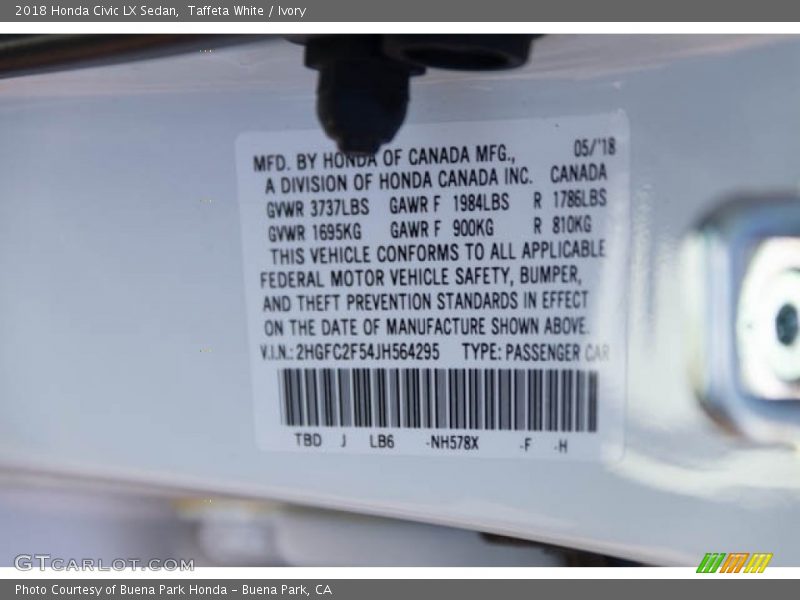 2018 Honda Civic LX Sedan,  Taffeta White / Ivory
MFD. BY HONDA OF CANADA MFG., 05/'18
A DIVISION OF HONDA CANADA INC. CANADA
GVWR 3737LBS GAWR F 1984LBS R 1786LBS
GVWR 1695KG GAWR F 900KG R 810KG
THIS VEHICLE CONFORMS TO ALL APPLICABLE
FEDERAL MOTOR VEHICLE SAFETY, BUMPER,
AND THEFT PREVENTION STANDARDS IN EFFECT
ON THE DATE OF MANUFACTURE SHOWN ABOVE.
V.I.N.: 2HGFC2F54JH564295 TYPE: PASSENGER CAR
TBD J LB6 -NH578X -F -H
GTCARLOT.COM
Photo Courtesy of Buena Park Honda – Buena Park, CA